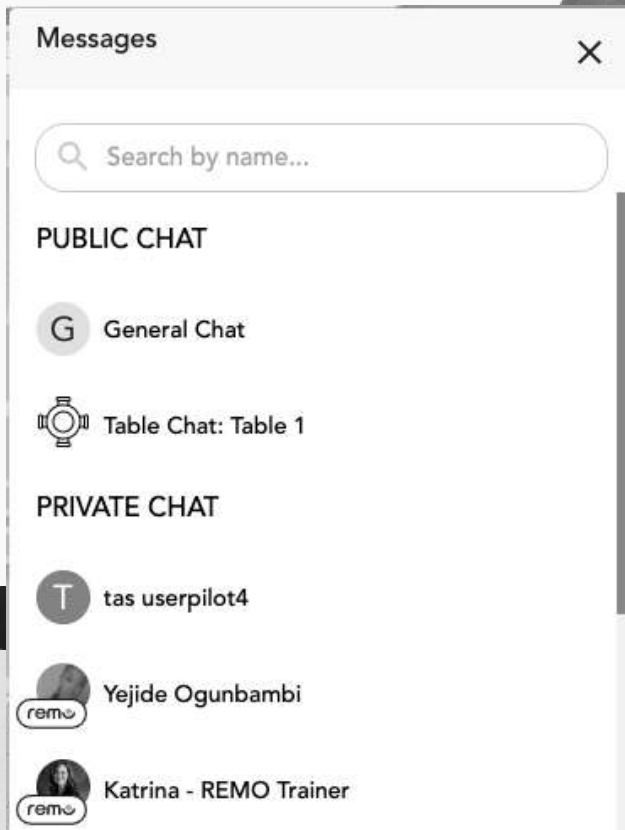 Messages
Search by name...
PUBLIC CHAT
G General Chat
Table Chat: Table 1
PRIVATE CHAT
T tas userpilot4
Yejide Ogunbambi
remo
Katrina - REMO Trainer
remo